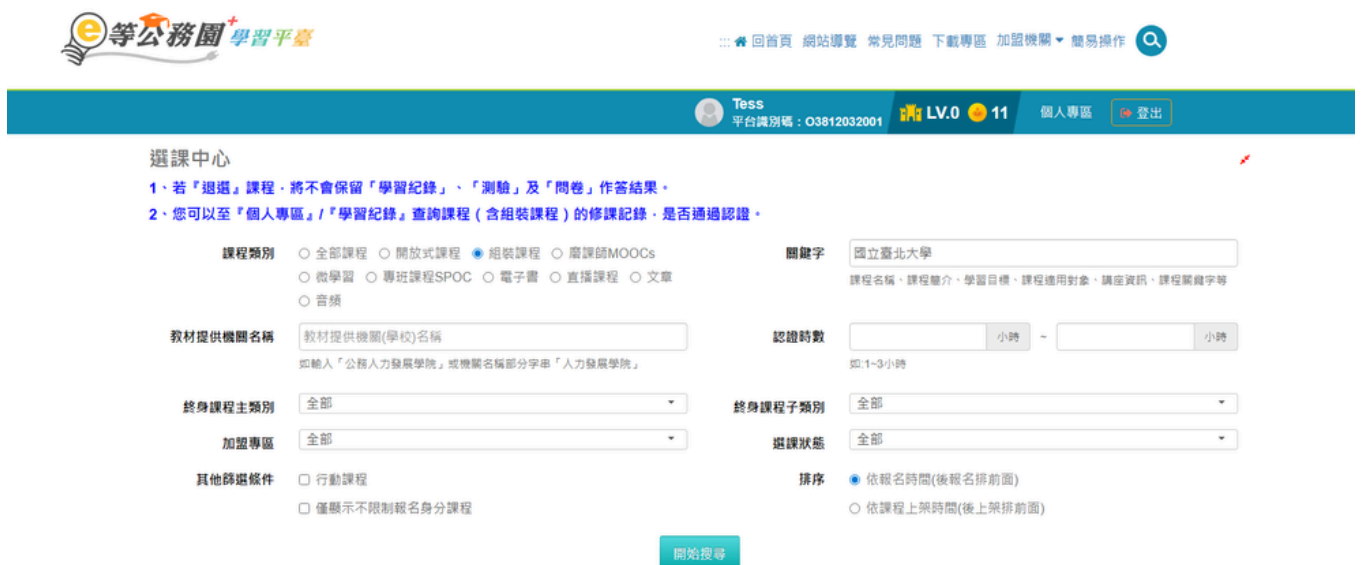 e等公務園+學習平臺
::: 回首頁 網站導覽 常見問題 下載專區 加盟機關 簡易操作
Tess
平台識別碼：O3812032001
LV.0 11 個人專區 登出
選課中心
1、若『退選』課程，將不會保留「學習紀錄」、「測驗」及「問卷」作答結果。
2、您可以至『個人專區』/『學習紀錄』查詢課程（含組裝課程）的修課記錄，是否通過認證。
課程類別 全部課程 開放式課程 組裝課程 磨課師MOOCs
微學習 專班課程SPOC 電子書 直播課程 文章
音頻
關鍵字 國立臺北大學
課程名稱、課程簡介、學習目標、課程適用對象、講座資訊、課程關鍵字等
教材提供機關名稱 教材提供機關(學校)名稱
如輸入「公務人力發展學院」或機關名稱部分字串「人力發展學院」
認證時數 小時 ~ 小時
如:1~3小時
終身課程主類別 全部
終身課程子類別 全部
加盟專區 全部
選課狀態 全部
其他篩選條件 行動課程
僅顯示不限制報名身分課程
排序 依報名時間(後報名排前面)
依課程上架時間(後上架排前面)
開始搜尋